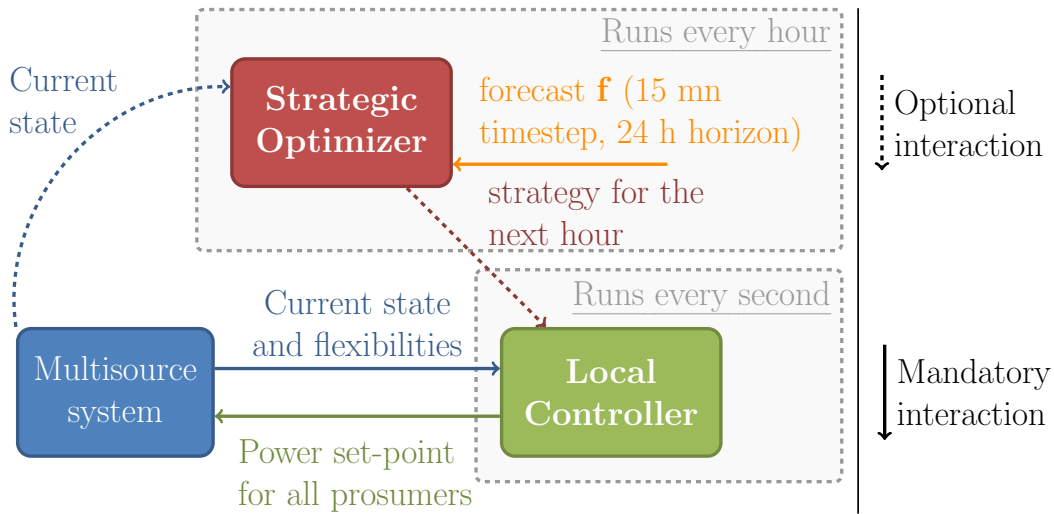 Runs every hour
Current
state
Strategic
Optimizer
forecast f (15 mn
timestep, 24 h horizon)
strategy for the
next hour
Optional
interaction
Runs every second
Current state
and flexibilities
Multisource
system
Local
Controller
Power set-point
for all prosumers
Mandatory
interaction